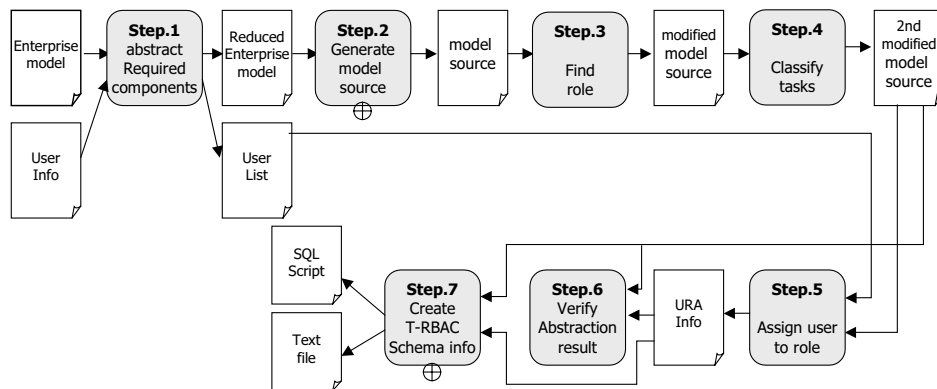 Enterprise
model
Step.1
abstract
Required
components
Reduced
Enterprise
model
Step.2
Generate
model
source
model
source
Step.3
Find
role
modified
model
source
Step.4
Classify
tasks
2nd
modified
model
source
User
Info
User
List
SQL
Script
Text
file
Step.7
Create
T-RBAC
Schema info
Step.6
Verify
Abstraction
result
URA
Info
Step.5
Assign user
to role